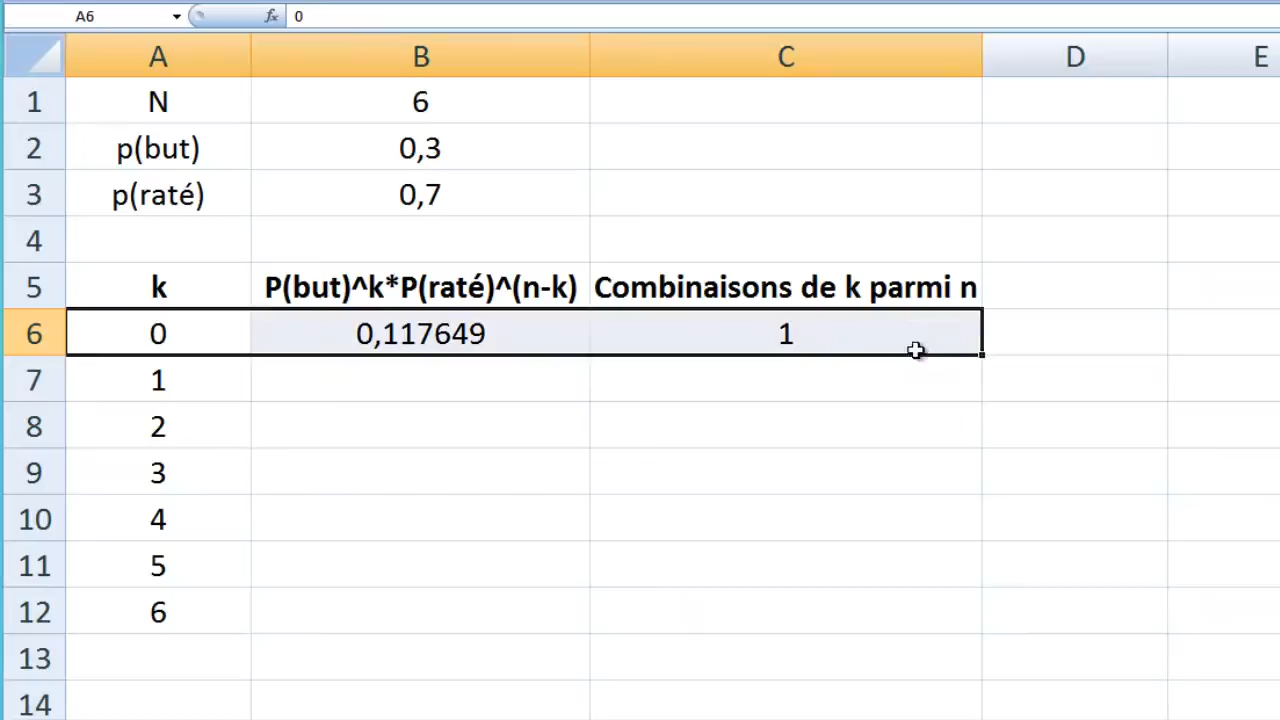 A6 fx 0
A B C D E
1 N 6
2 p(but) 0,3
3 p(raté) 0,7
4
5 k P(but)^k*P(raté)^(n-k) Combinaisons de k parmi n
6 0 0,117649 1
7 1
8 2
9 3
10 4
11 5
12 6
13
14